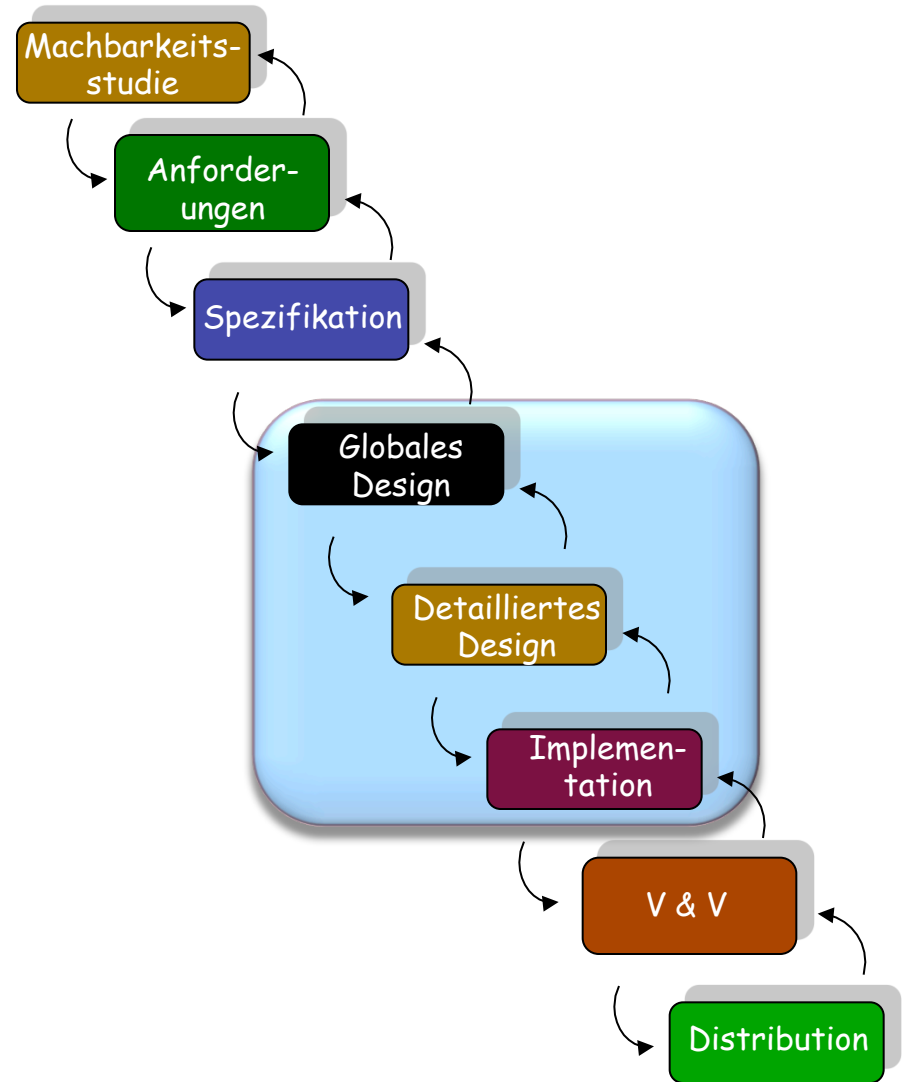 Machbarkeits-
studie
Anforder-
ungen
Spezifikation
Globales
Design
Detailliertes
Design
Implemen-
tation
V & V
Distribution